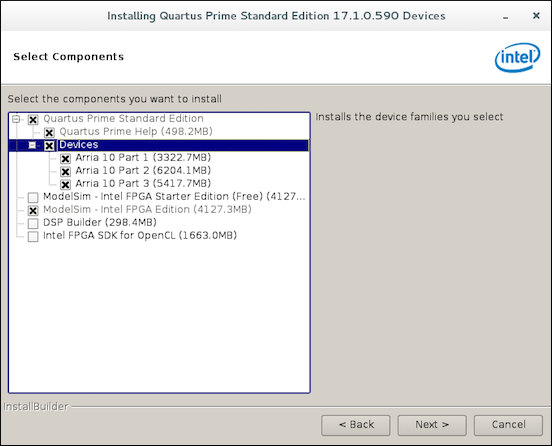 Installing Quartus Prime Standard Edition 17.1.0.590 Devices
Select Components
intel
Select the components you want to install
Quartus Prime Standard Edition
Installs the device families you select
Quartus Prime Help (498.2MB)
Devices
Arria 10 Part 1 (3322.7MB)
Arria 10 Part 2 (6204.1MB)
Arria 10 Part 3 (5417.7MB)
ModelSim - Intel FPGA Starter Edition (Free) (4127...
ModelSim - Intel FPGA Edition (4127.3MB)
DSP Builder (298.4MB)
Intel FPGA SDK for OpenCL (1663.0MB)
InstallBuilder
< Back
Next >
Cancel